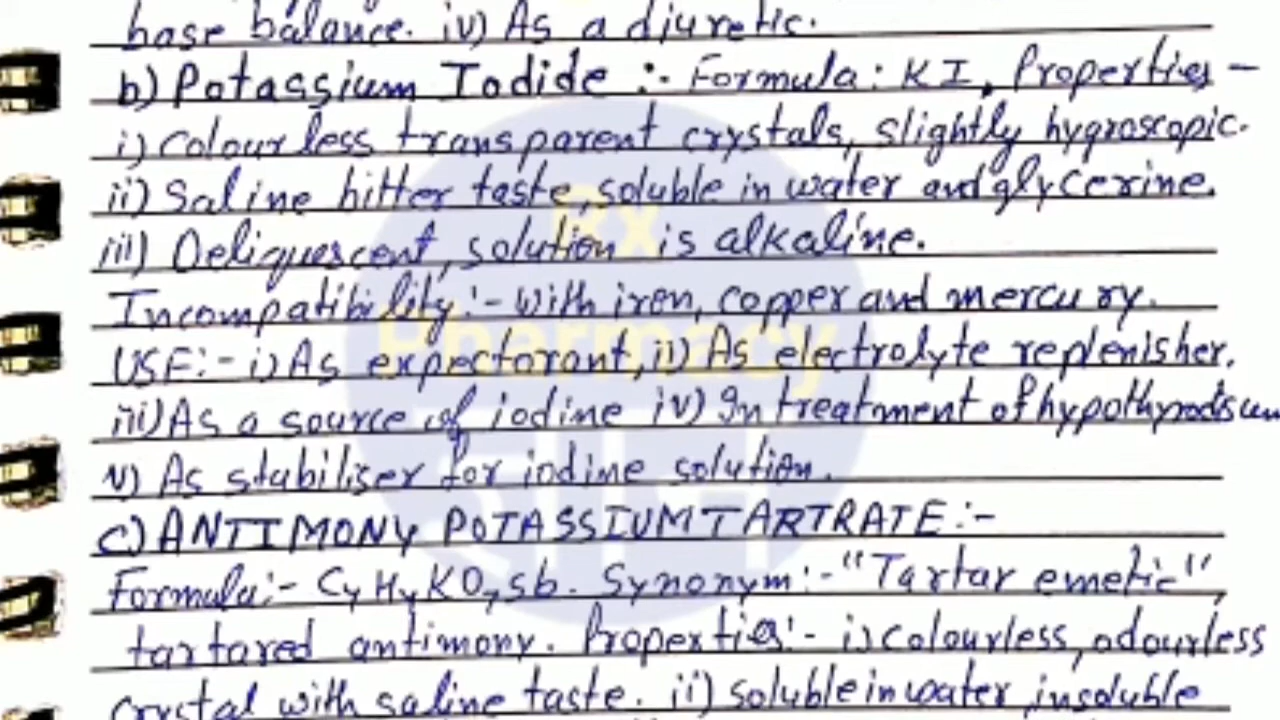 base balance. iv) As a diuretic.
b) Potassium Iodide :- Formula: KI, Properties -
i) Colourless transparent crystals, slightly hygroscopic.
ii) Saline bitter taste, soluble in water and glycerine.
iii) Deliquescent, solution is alkaline.
Incompatibility:- with iron, copper and mercury.
USE:- i) As expectorant, ii) As electrolyte replenisher.
iii) As a source of iodine iv) In treatment of hypothyrodisum
v) As stabiliser for iodine solution.
c) ANTIMONY POTASSIUM TARTRATE:-
Formula:- C4H4KO7Sb. Synonym:- "Tartar emetic",
tartared antimony. Properties:- i) colourless, odourless
crystal with saline taste. ii) soluble in water, insoluble
Rx
Pharmacy